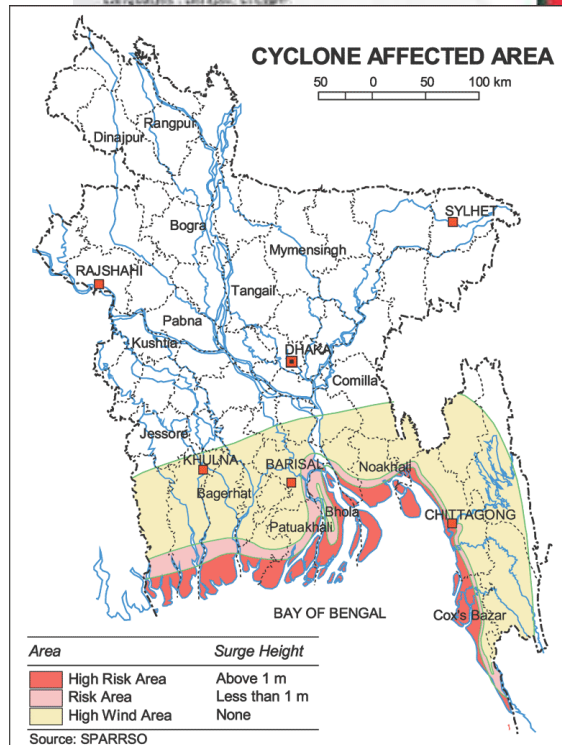 CYCLONE AFFECTED AREA
50 0 50 100 km
Rangpur
Dinajpur
SYLHET
Bogra
Mymensingh
RAJSHAHI
Tangail
Pabna
Kushtia
DHAKA
Comilla
Jessore
KHULNA
BARISAL
Noakhali
Bagerhat
Bhola
CHITTAGONG
Patuakhali
BAY OF BENGAL
Cox's Bazar
Area Surge Height
High Risk Area Above 1 m
Risk Area Less than 1 m
High Wind Area None
Source: SPARRSO